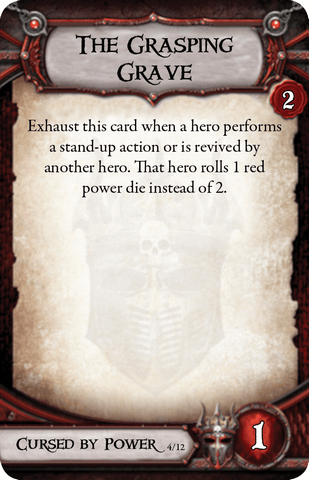 The Grasping
Grave
2
Exhaust this card when a hero performs
a stand-up action or is revived by
another hero. That hero rolls 1 red
power die instead of 2.
Cursed by Power 4/12
1